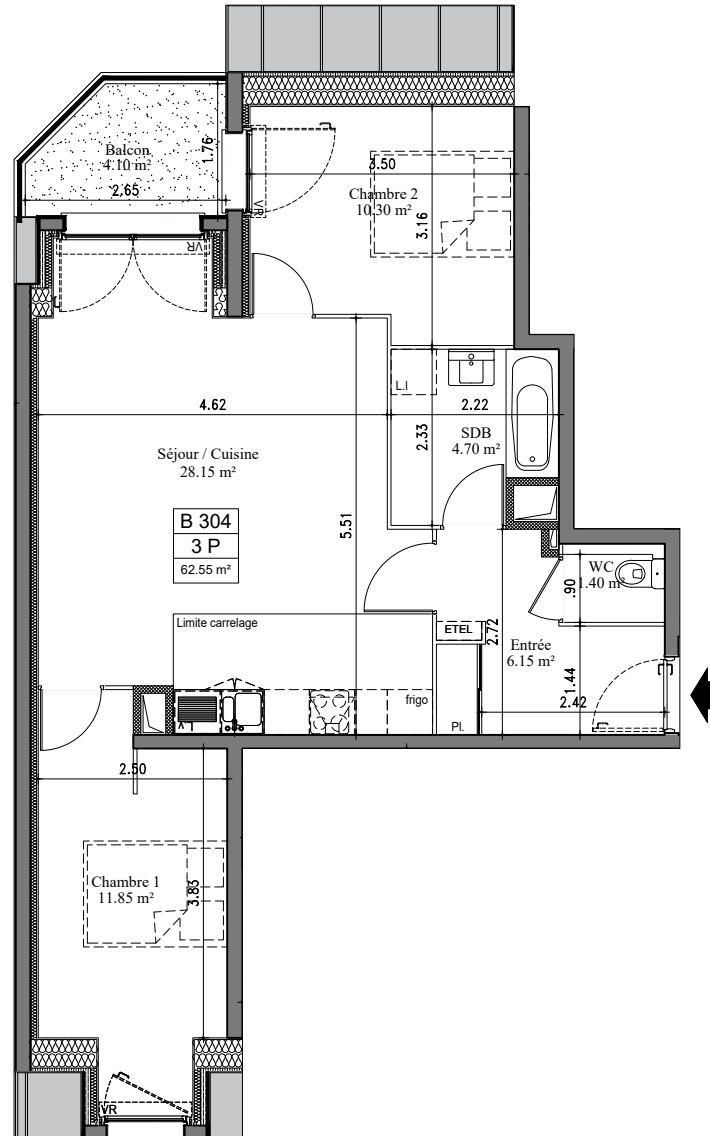 Balcon
4.10 m²
1.76
2.65
VR
VR
3.50
Chambre 2
10.30 m²
3.16
L.I
4.62
2.22
2.33
SDB
4.70 m²
Séjour / Cuisine
28.15 m²
5.51
B 304
3 P
62.55 m²
WC
1.40 m²
.90
Limite carrelage
ETEL
2.72
Entrée
6.15 m²
1.44
2.42
frigo
LV
Pl.
2.50
Chambre 1
11.85 m²
3.83
VR